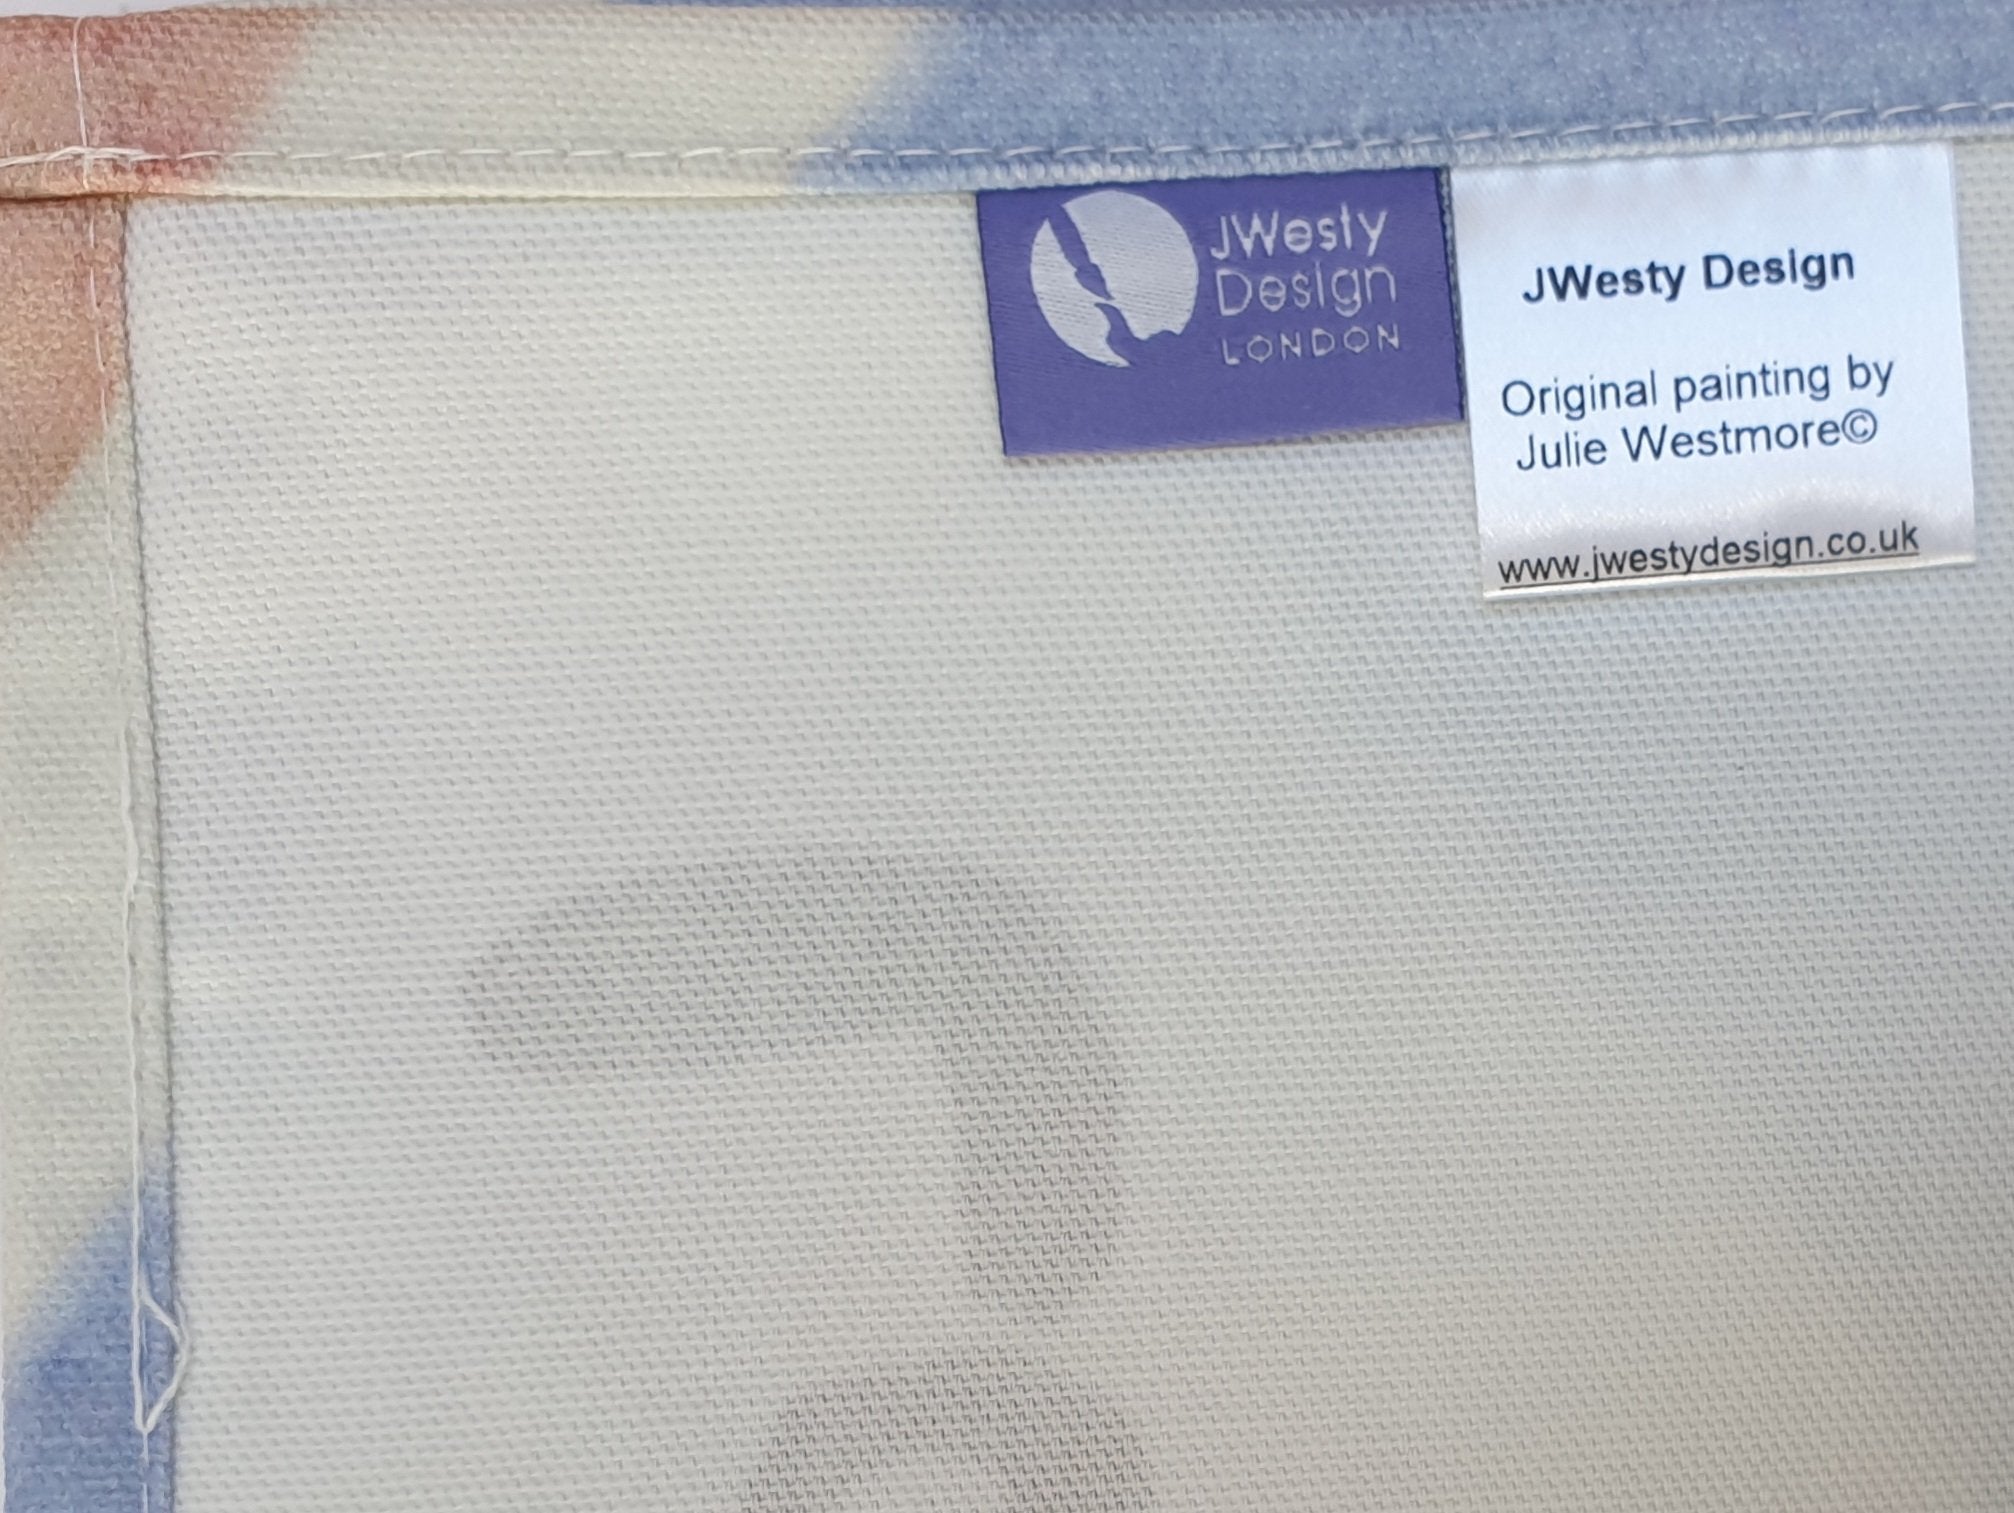 JWesty
Design
LONDON
JWesty Design
Original painting by
Julie Westmore©
www.jwestydesign.co.uk